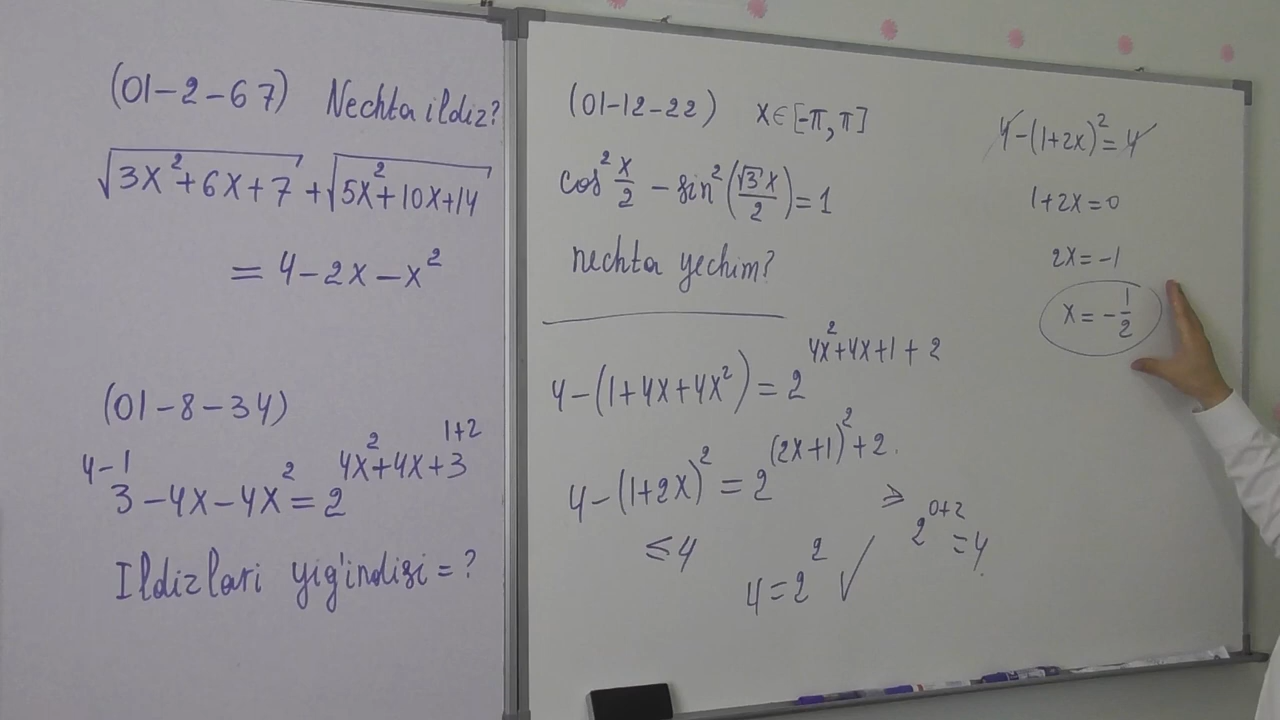 (01-2-67) Nechta ildiz?
√(3x²+6x+7) + √(5x²+10x+14)
= 4-2x-x²
(01-8-34)
4-1 1+2
3-4x-4x² = 2^(4x²+4x+3)
Ildizlari yig'indisi = ?
(01-12-22) x∈[-π, π]
cos² x/2 - sin² (√3 x/2) = 1
nechta yechim?
4-(1+4x+4x²) = 2^(4x²+4x+1+2)
4-(1+2x)² = 2^((2x+1)²+2).
≤4 ≥ 2^(0+2) = 4.
4 = 2² ✓
4-(1+2x)² = 4
1+2x=0
2x=-1
x = -1/2